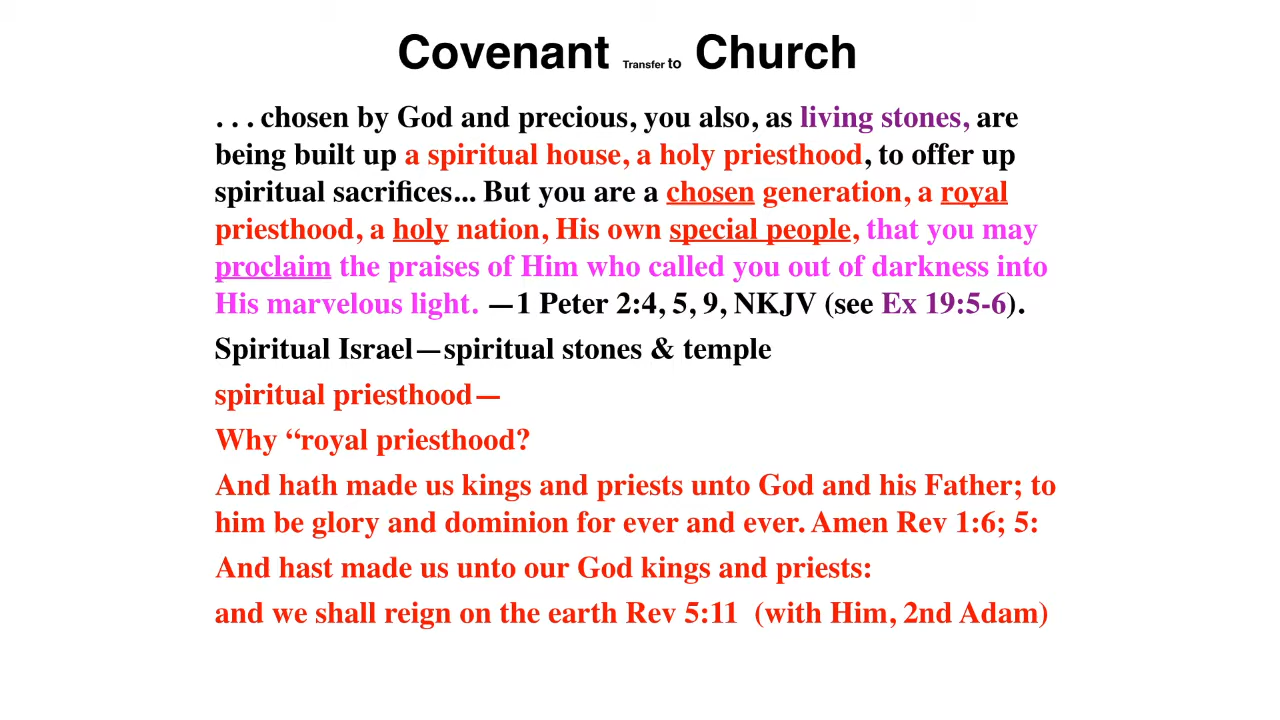 Covenant Transfer to Church
. . . chosen by God and precious, you also, as living stones, are
being built up a spiritual house, a holy priesthood, to offer up
spiritual sacrifices... But you are a chosen generation, a royal
priesthood, a holy nation, His own special people, that you may
proclaim the praises of Him who called you out of darkness into
His marvelous light. —1 Peter 2:4, 5, 9, NKJV (see Ex 19:5-6).
Spiritual Israel—spiritual stones & temple
spiritual priesthood—
Why “royal priesthood?
And hath made us kings and priests unto God and his Father; to
him be glory and dominion for ever and ever. Amen Rev 1:6; 5:
And hast made us unto our God kings and priests:
and we shall reign on the earth Rev 5:11 (with Him, 2nd Adam)